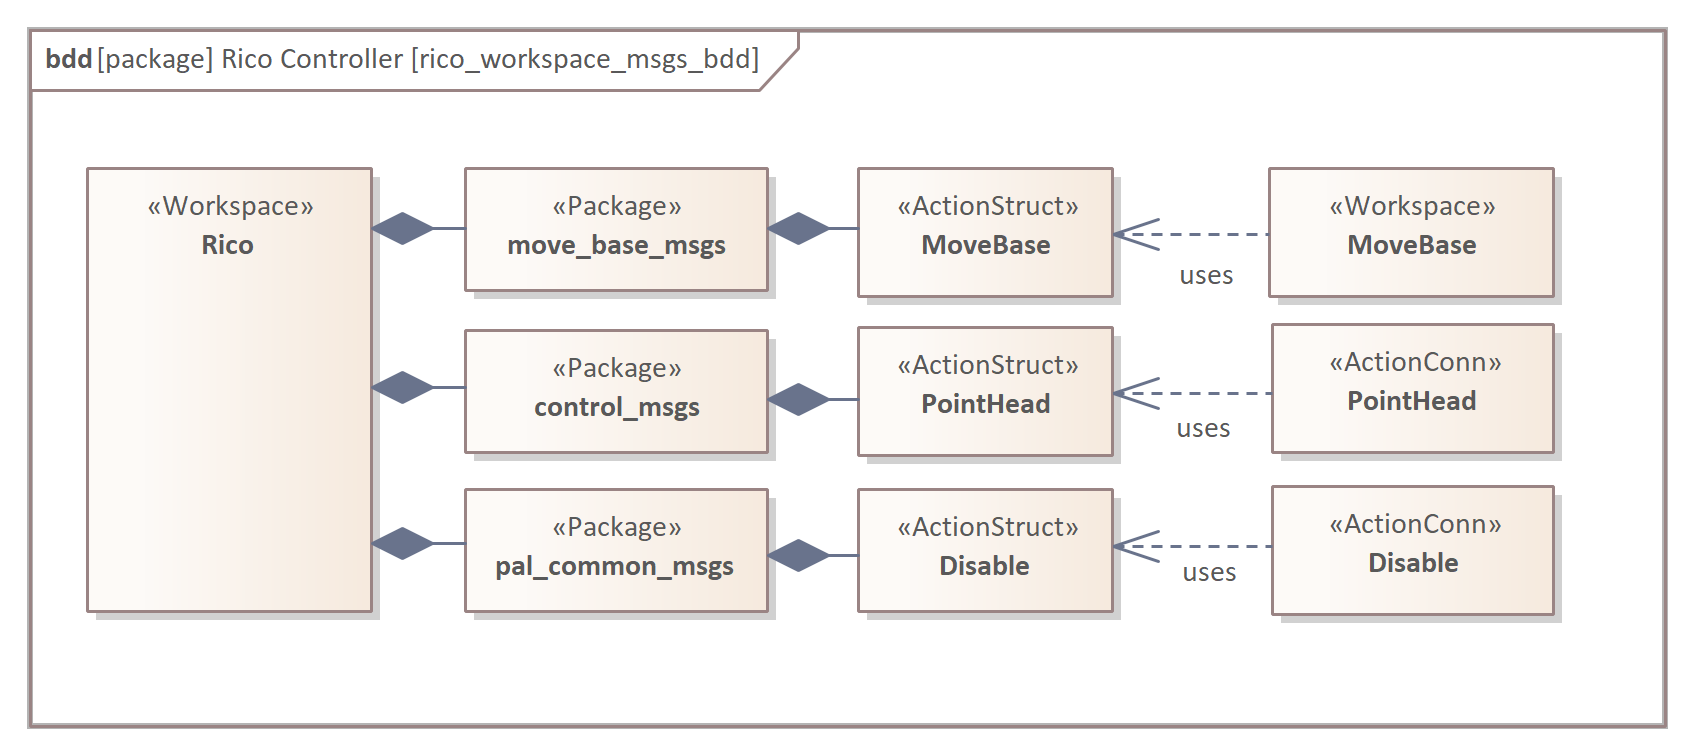 bdd [package] Rico Controller [rico_workspace_msgs_bdd]
«Workspace»
Rico
«Package»
move_base_msgs
«ActionStruct»
MoveBase
uses
«Workspace»
MoveBase
«Package»
control_msgs
«ActionStruct»
PointHead
uses
«ActionConn»
PointHead
«Package»
pal_common_msgs
«ActionStruct»
Disable
uses
«ActionConn»
Disable